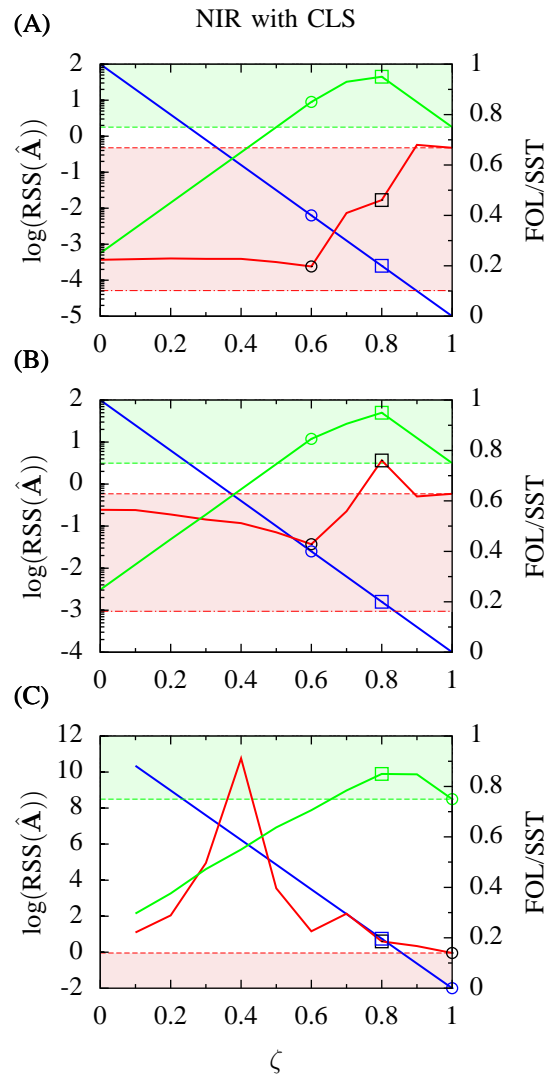 (A) NIR with CLS
2 1
1 0.8
0
-1 0.6
-2 0.4
-3
-4 0.2
-5 0
0 0.2 0.4 0.6 0.8 1
log(RSS(Â))
FOL/SST
(B)
2 1
1 0.8
0 0.6
-1
-2 0.4
-3 0.2
-4 0
0 0.2 0.4 0.6 0.8 1
log(RSS(Â))
FOL/SST
(C)
12 1
10 0.8
8
6 0.6
4 0.4
2
0 0.2
-2 0
0 0.2 0.4 0.6 0.8 1
log(RSS(Â))
FOL/SST
ζ